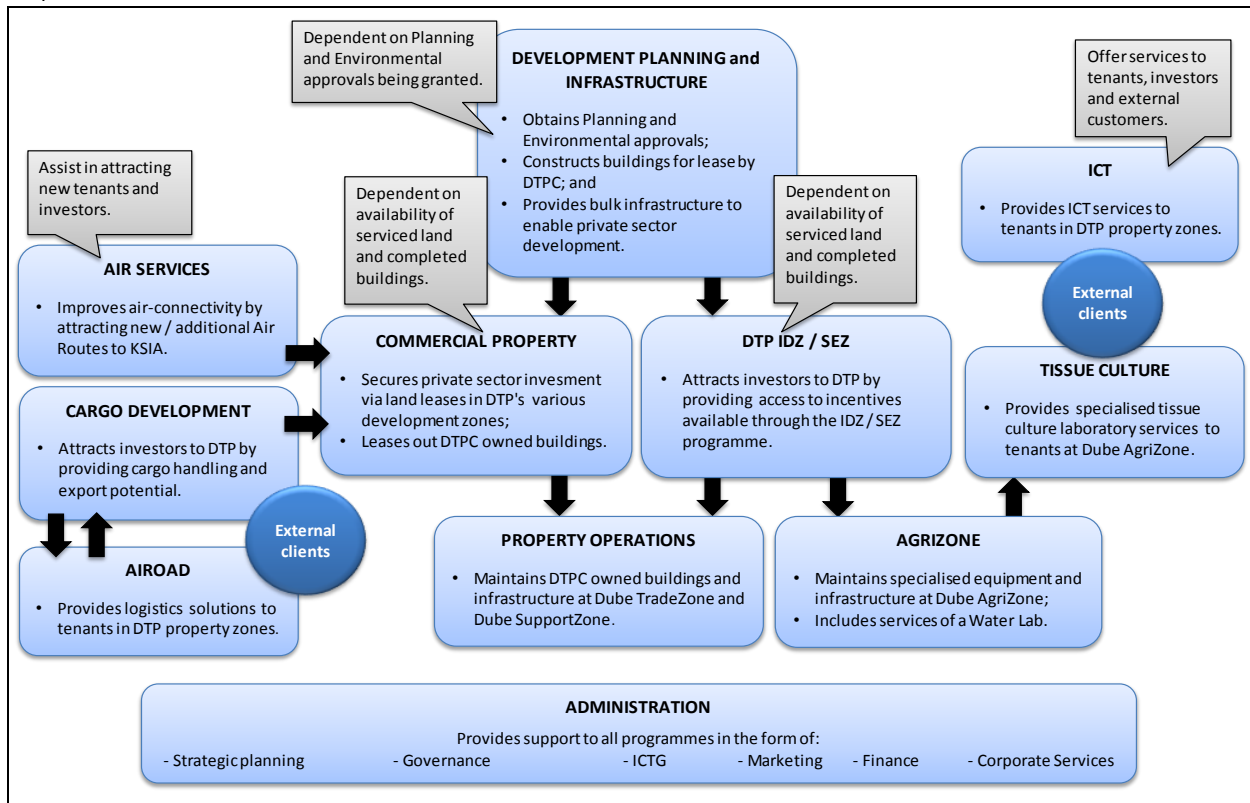 Dependent on Planning
and Environmental
approvals being granted.
DEVELOPMENT PLANNING and
INFRASTRUCTURE
• Obtains Planning and
Environmental approvals;
• Constructs buildings for lease by
DTPC; and
• Provides bulk infrastructure to
enable private sector
development.
Offer services to
tenants, investors
and external
customers.
Assist in attracting
new tenants and
investors.
Dependent on
availability of
serviced land
and completed
buildings.
Dependent on
availability of
serviced land
and completed
buildings.
ICT
• Provides ICT services to
tenants in DTP property zones.
AIR SERVICES
• Improves air-connectivity by
attracting new / additional Air
Routes to KSIA.
External
clients
COMMERCIAL PROPERTY
• Secures private sector invesment
via land leases in DTP's various
development zones;
• Leases out DTPC owned buildings.
DTP IDZ / SEZ
• Attracts investors to DTP by
providing access to incentives
available through the IDZ / SEZ
programme.
TISSUE CULTURE
• Provides specialised tissue
culture laboratory services to
tenants at Dube AgriZone.
CARGO DEVELOPMENT
• Attracts investors to DTP by
providing cargo handling and
export potential.
External
clients
AIROAD
• Provides logistics solutions to
tenants in DTP property zones.
PROPERTY OPERATIONS
• Maintains DTPC owned buildings and
infrastructure at Dube TradeZone and
Dube SupportZone.
AGRIZONE
• Maintains specialised equipment and
infrastructure at Dube AgriZone;
• Includes services of a Water Lab.
ADMINISTRATION
Provides support to all programmes in the form of:
- Strategic planning - Governance - ICTG - Marketing - Finance - Corporate Services